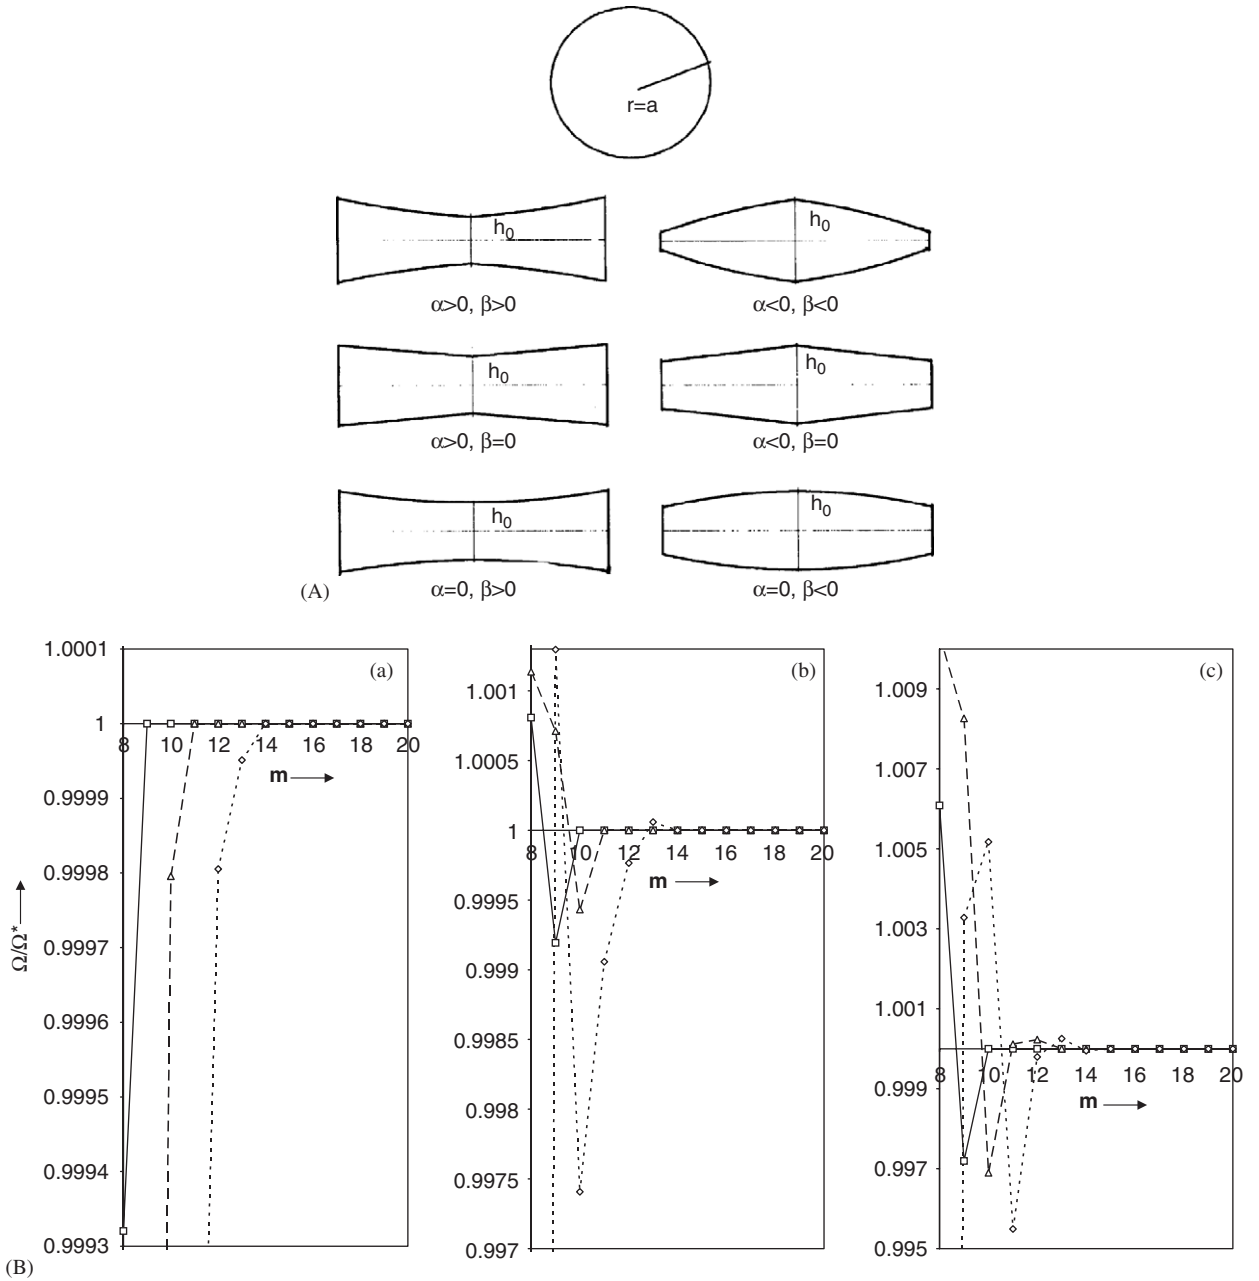 r=a
h0
h0
α>0, β>0
α<0, β<0
h0
h0
α>0, β=0
α<0, β=0
h0
h0
(A)
α=0, β>0
α=0, β<0
(a)
1.0001
1
0.9999
0.9998
0.9997
0.9996
0.9995
0.9994
0.9993
8 10 12 14 16 18 20
m
Ω/Ω*
(b)
1.001
1.0005
1
0.9995
0.999
0.9985
0.998
0.9975
0.997
8 10 12 14 16 18 20
m
(c)
1.009
1.007
1.005
1.003
1.001
0.999
0.997
0.995
8 10 12 14 16 18 20
m
(B)